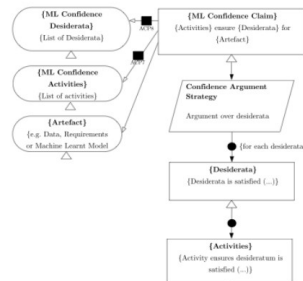 {ML Confidence
Desiderata}
{List of Desiderata}
ACP8
{ML Confidence Claim}
{Activities} ensure {Desiderata} for
{Artefact}
{ML Confidence
Activities}
{List of activities}
{Artefact}
{e.g. Data, Requirements
or Machine Learnt Model
Confidence Argument
Strategy
Argument over desiderata
{for each desiderata
{Desiderata}
{Desiderata is satisfied (...)}
{Activities}
{Activity ensures desideratum is
satisfied (...)}